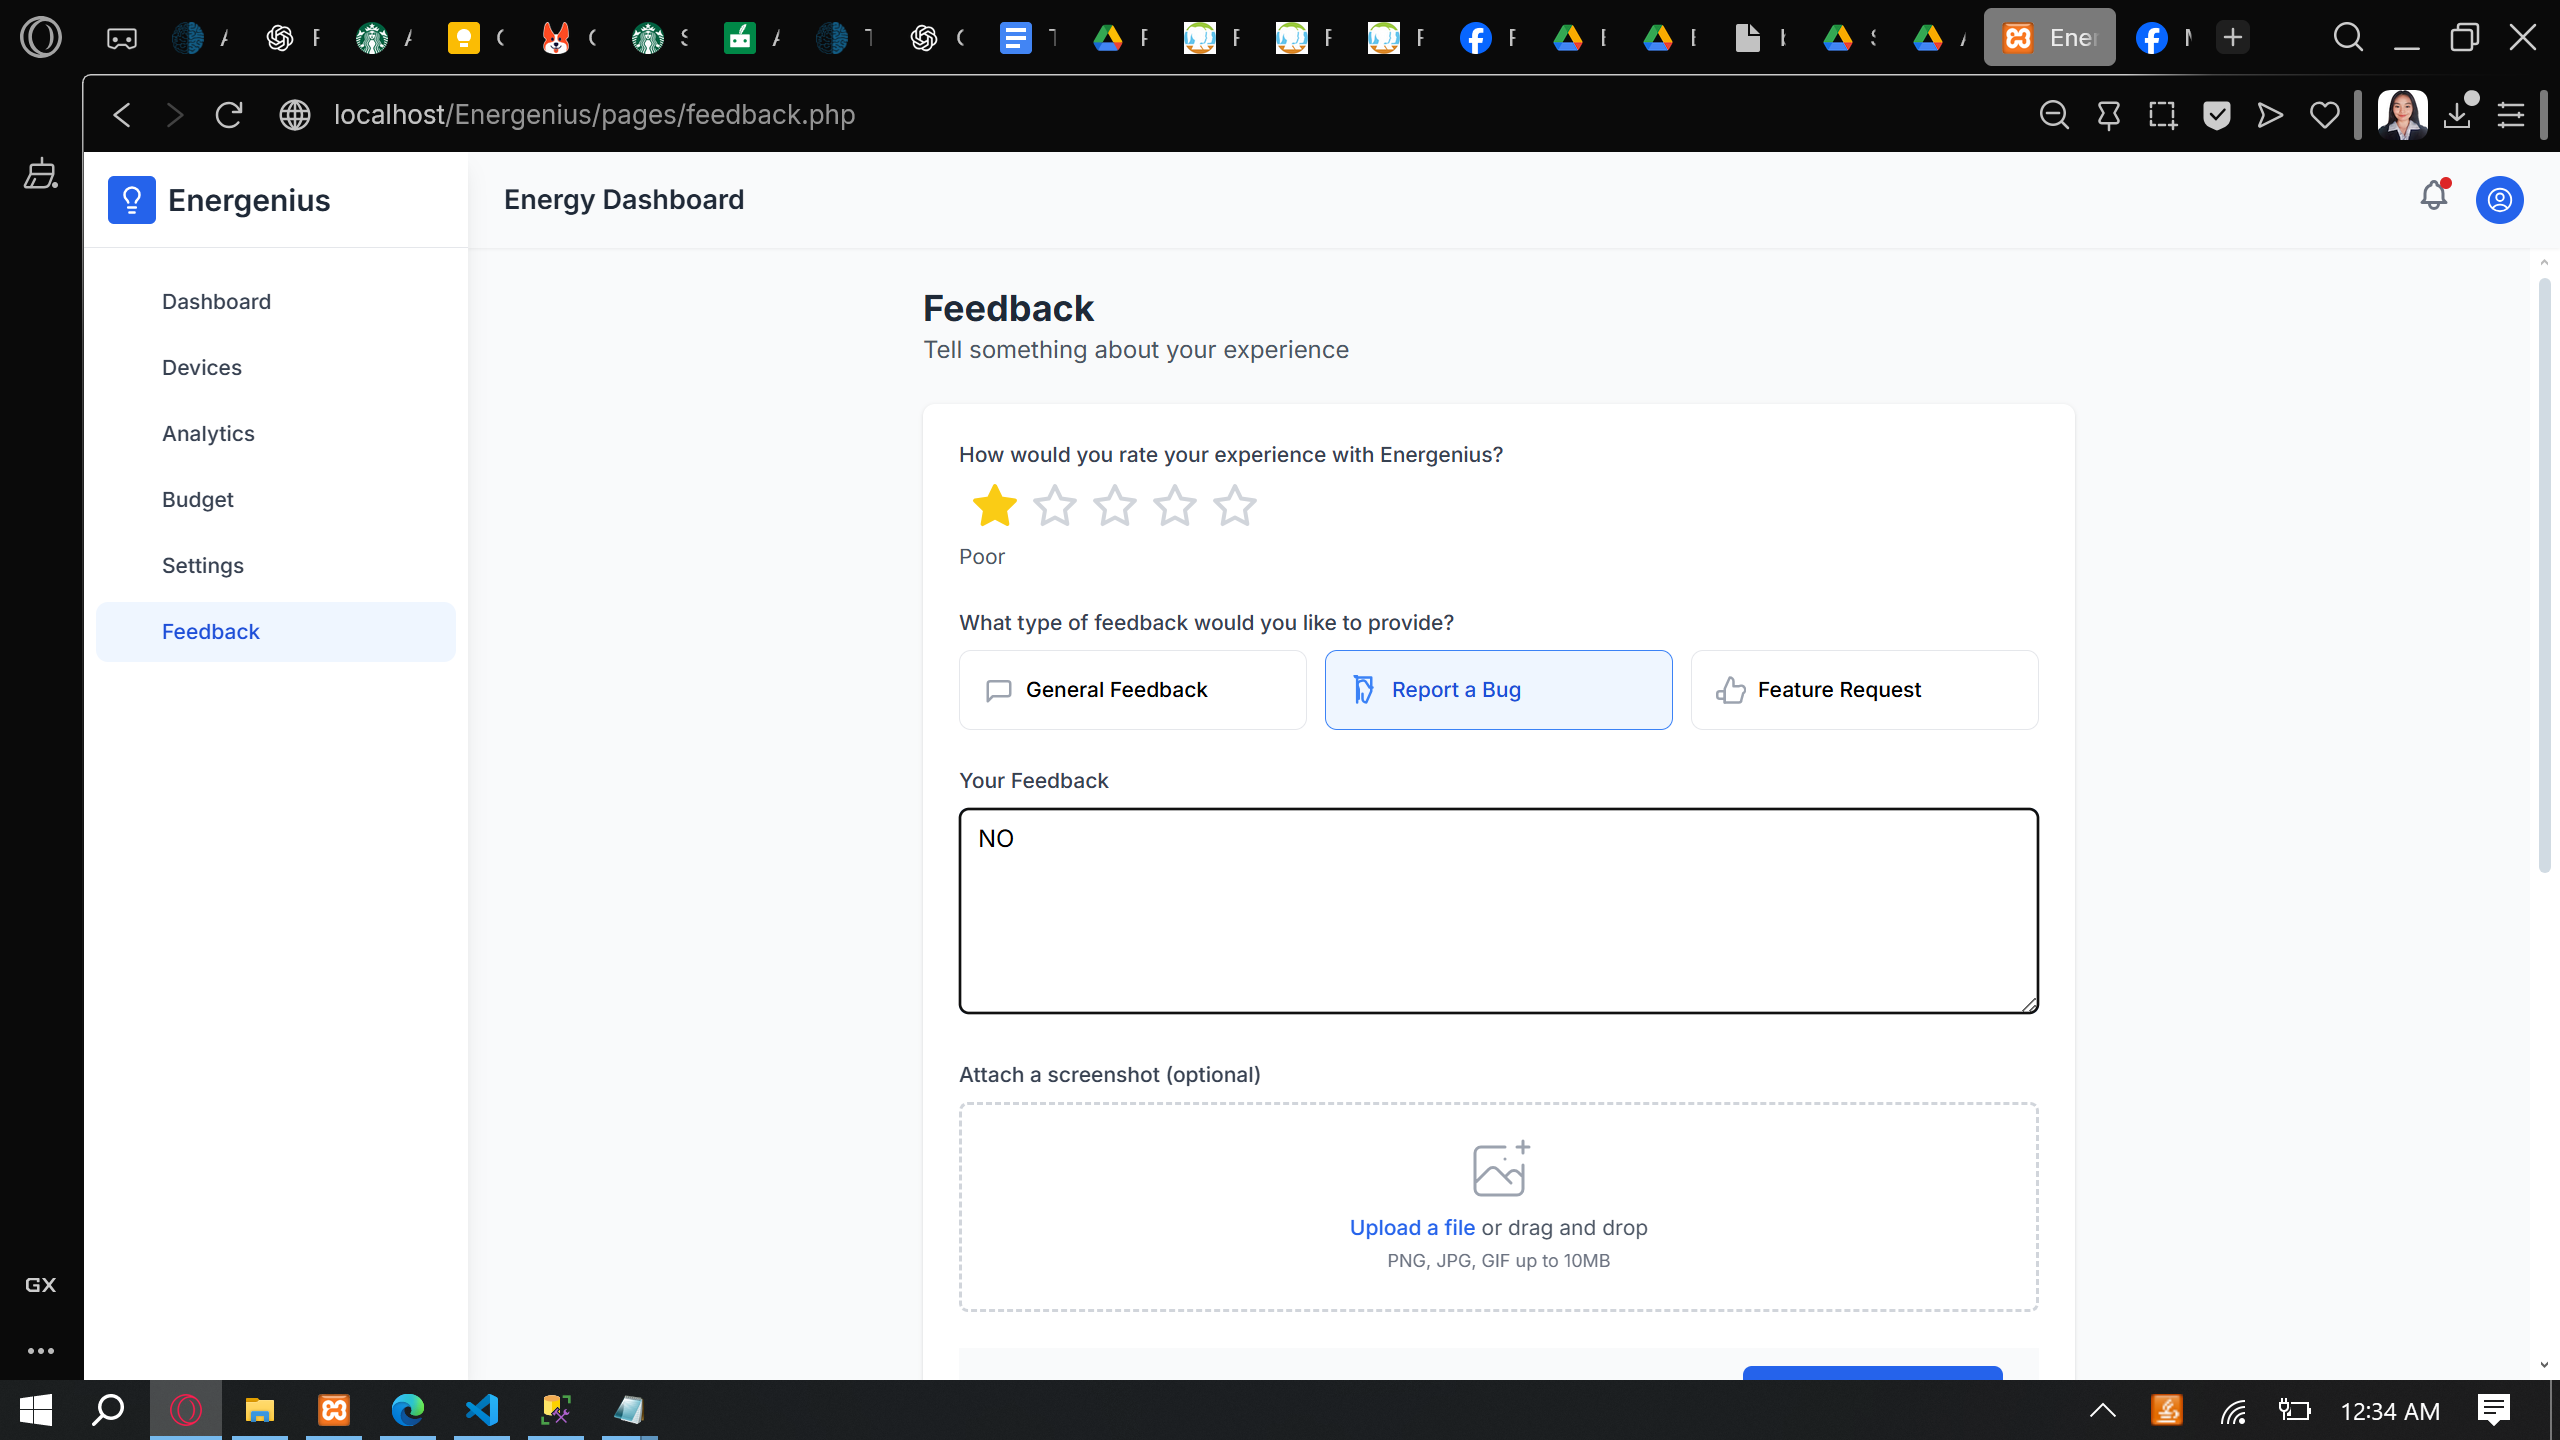 Ener
localhost/Energenius/pages/feedback.php
Energenius
Energy Dashboard
Dashboard
Devices
Analytics
Budget
Settings
Feedback
Feedback
Tell something about your experience
How would you rate your experience with Energenius?
Poor
What type of feedback would you like to provide?
General Feedback
Report a Bug
Feature Request
Your Feedback
NO
Attach a screenshot (optional)
Upload a file or drag and drop
PNG, JPG, GIF up to 10MB
GX
12:34 AM